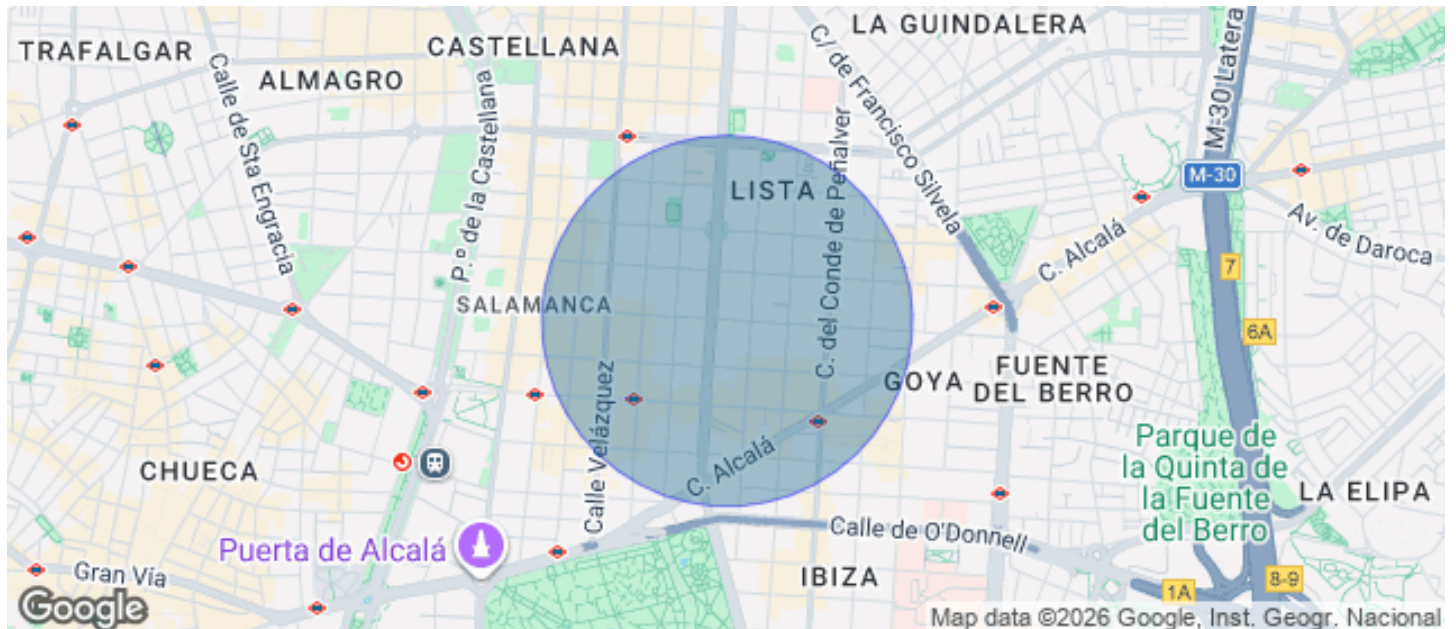 TRAFALGAR
ALMAGRO
CASTELLANA
LA GUINDALERA
Calle de Sta Engracia
P.º de la Castellana
C/ de Francisco Silvela
M-30 Latera
M-30
LISTA
C. del Conde de Peñalver
C. Alcalá
Av. de Daroca
7
6A
SALAMANCA
Calle Velázquez
GOYA
FUENTE
DEL BERRO
CHUECA
C. Alcalá
Parque de
la Quinta de
la Fuente
del Berro
LA ELIPA
Puerta de Alcalá
Calle de O'Donnell
Gran Vía
IBIZA
1A
8-9
Google
Map data ©2026 Google, Inst. Geogr. Nacional